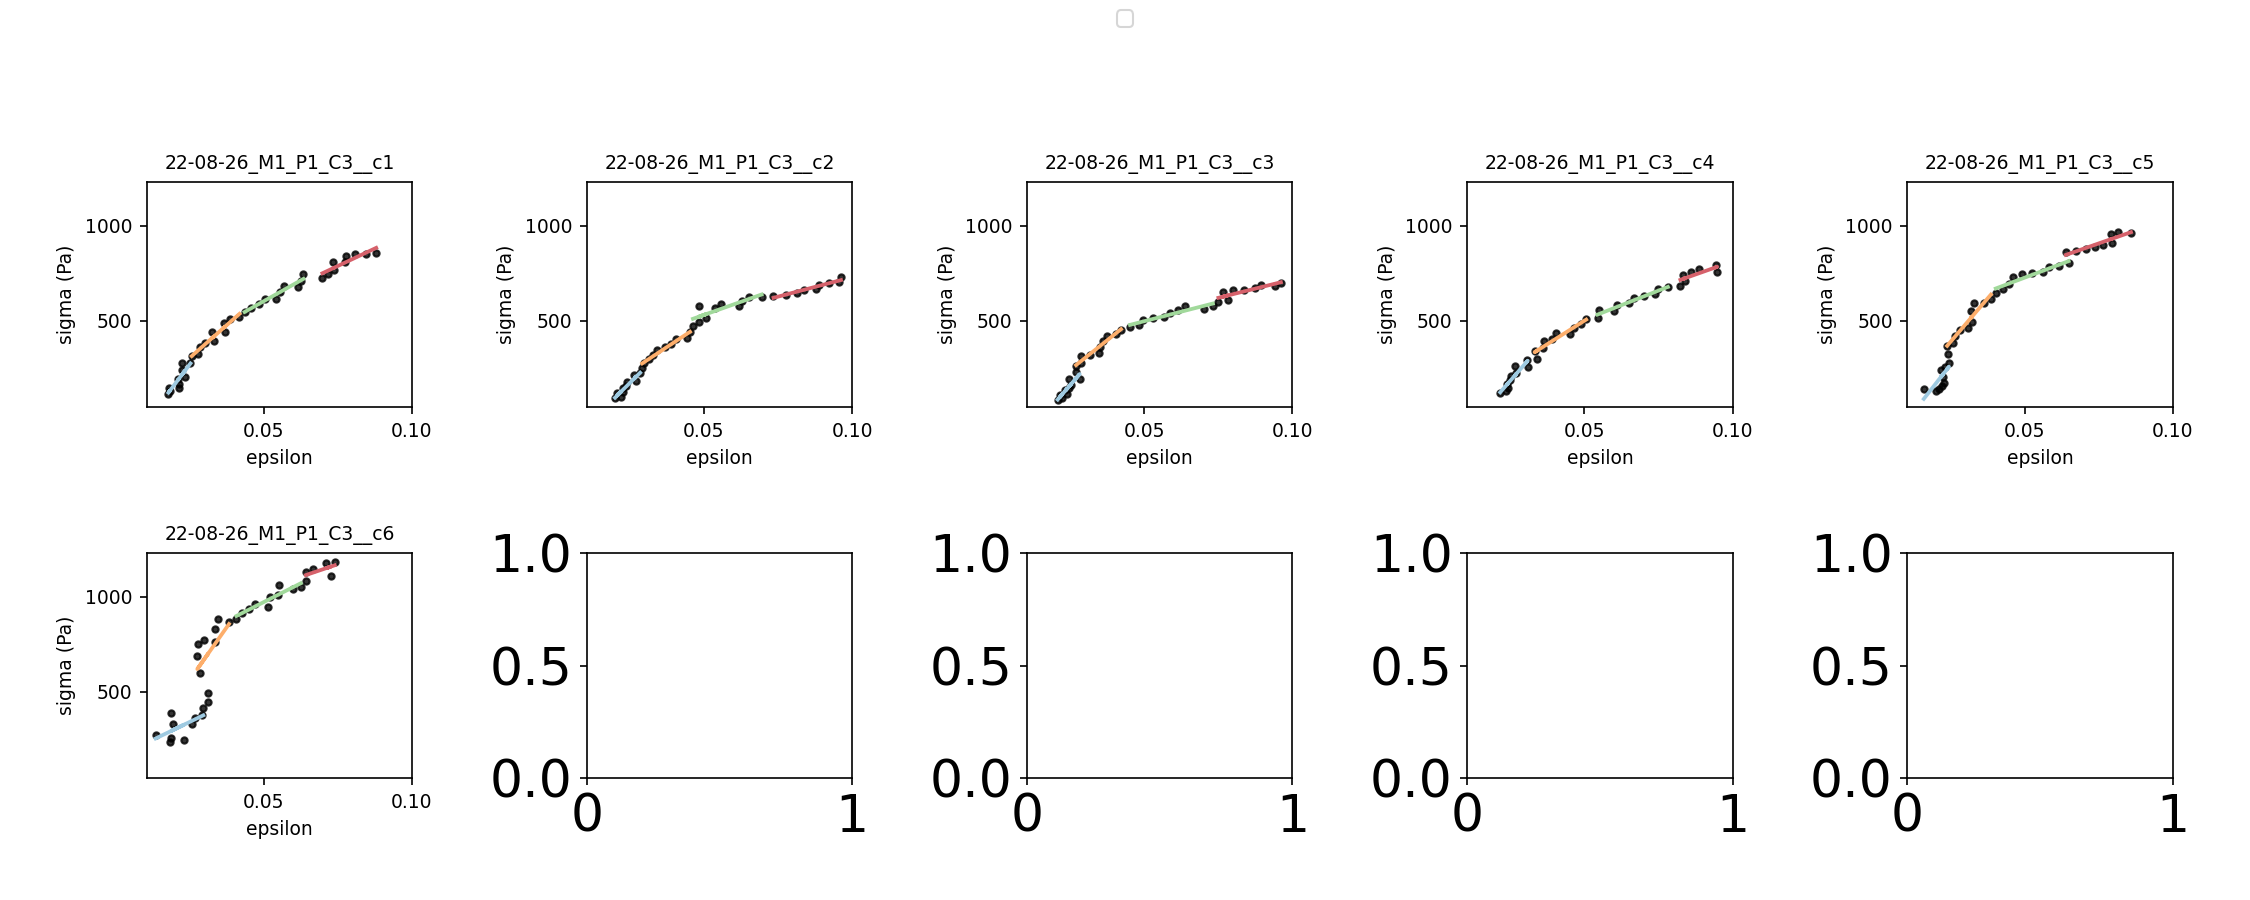 22-08-26_M1_P1_C3__c1
22-08-26_M1_P1_C3__c2
22-08-26_M1_P1_C3__c3
22-08-26_M1_P1_C3__c4
22-08-26_M1_P1_C3__c5
sigma (Pa)
1000
500
0.05
0.10
epsilon
sigma (Pa)
1000
500
0.05
0.10
epsilon
sigma (Pa)
1000
500
0.05
0.10
epsilon
sigma (Pa)
1000
500
0.05
0.10
epsilon
sigma (Pa)
1000
500
0.05
0.10
epsilon
22-08-26_M1_P1_C3__c6
sigma (Pa)
1000
500
0.05
0.10
epsilon
1.0
0.5
0.0
0
1
1.0
0.5
0.0
0
1
1.0
0.5
0.0
0
1
1.0
0.5
0.0
0
1